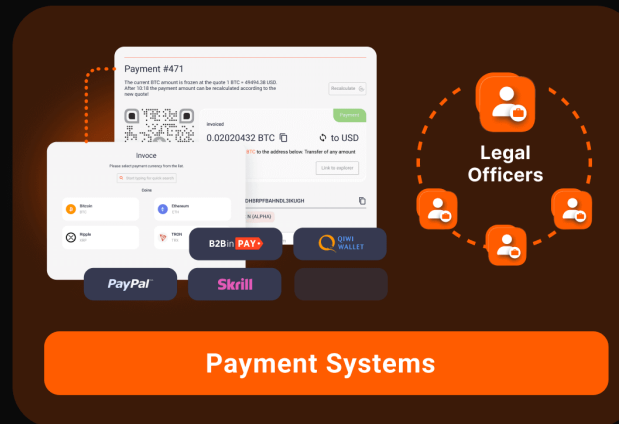 Payment #471
The current BTC amount is frozen at the quote 1 BTC = 49494.38 USD.
After 18:18 the payment amount can be recalculated according to the
new quote!
Recalculate
Payment
invoiced
0.02020432 BTC
to USD
BTC to the address below. Transfer of any amount
Link to explorer
N (ALPHA)
Invoce
Please select payment currency from the list.
Start typing for quick search
Coins
Bitcoin
BTC
Ethereum
ETH
Ripple
XRP
TRON
TRX
B2BinPAY
QIWI
WALLET
PayPal
Skrill
Legal
Officers
Payment Systems